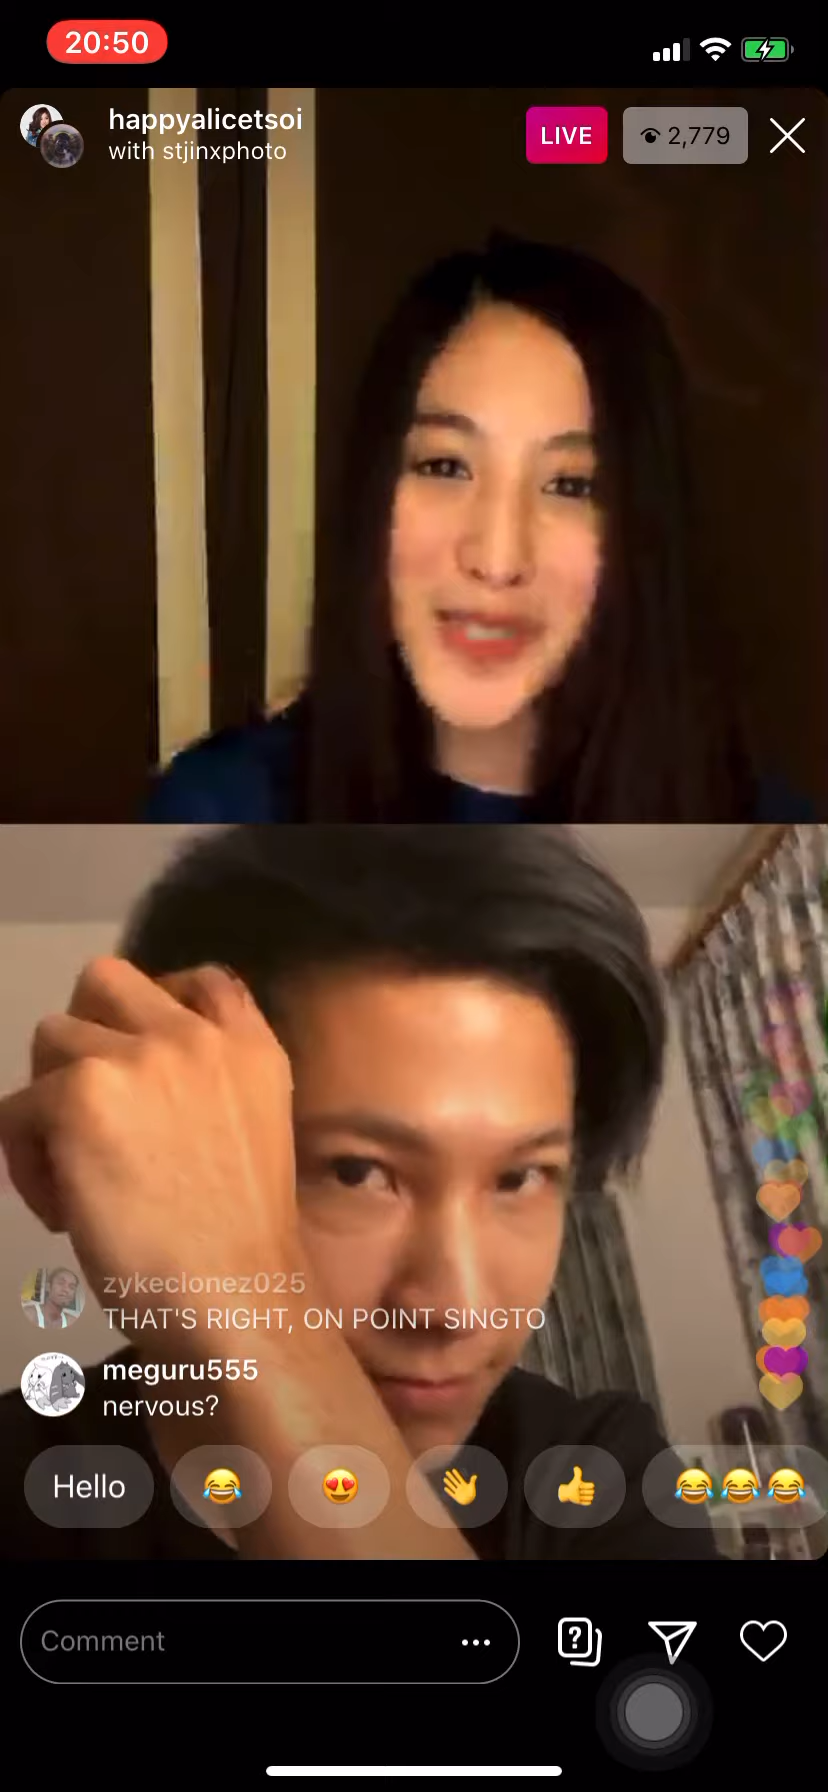 20:50
happyalicetsoi
with stjinxphoto
LIVE
2,779
zykeclonez025
THAT'S RIGHT, ON POINT SINGTO
meguru555
nervous?
Hello
Comment